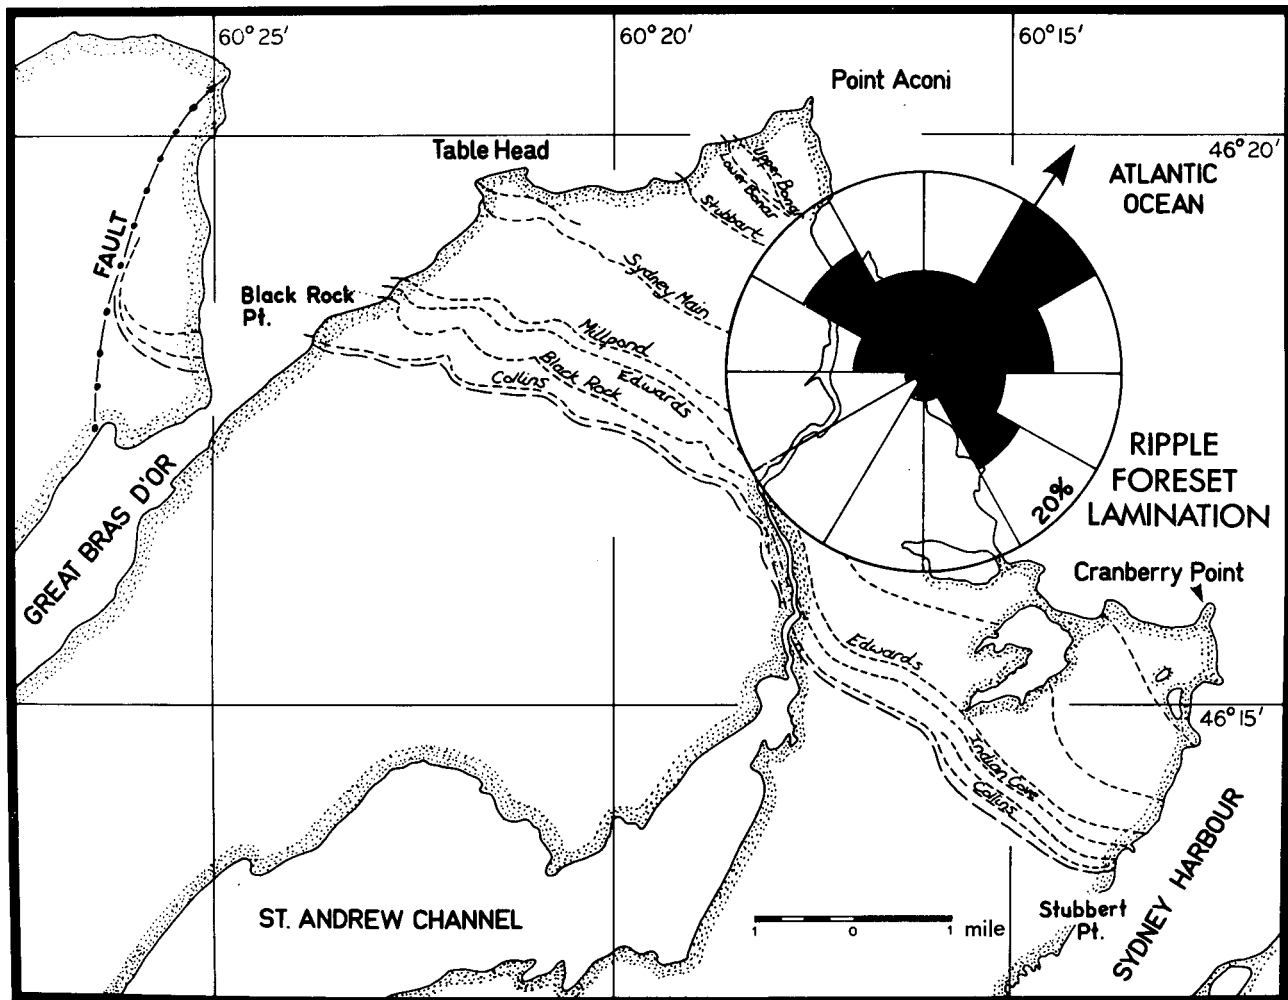 60°25'
60°20'
60°15'
Point Aconi
46°20'
Table Head
Upper Bonar
Lower Bonar
Stubbart
ATLANTIC
OCEAN
FAULT
Sydney Main
Black Rock
Pt.
Millpond
Edwards
Black Rock
Collins
RIPPLE
FORESET
LAMINATION
20%
GREAT BRAS D'OR
Cranberry Point
Edwards
46°15'
Indian Cove
Collins
SYDNEY HARBOUR
ST. ANDREW CHANNEL
Stubbert
Pt.
1 0 1 mile